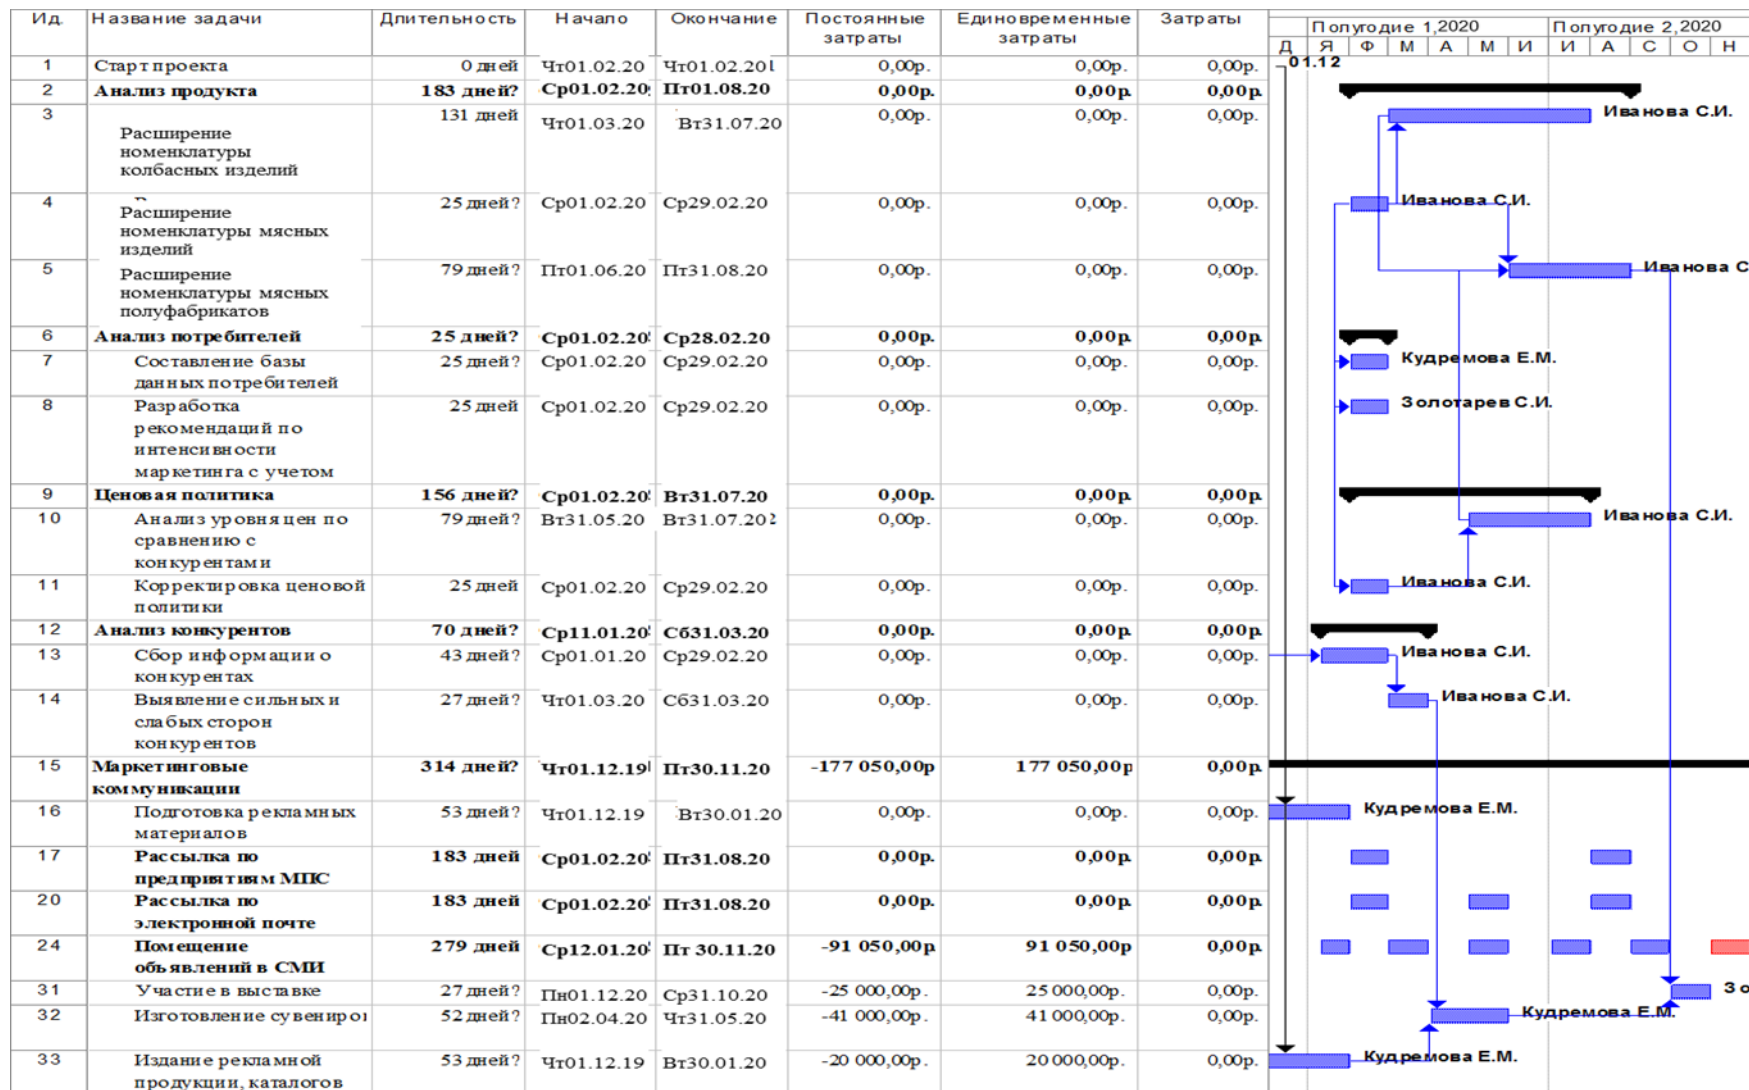 Ид. Название задачи Длительность Начало Окончание Постоянные затраты Единовременные затраты Затраты
Полугодие 1,2020 Полугодие 2,2020
Д Я Ф М А М И И А С О Н
1 Старт проекта 0 дней Чт01.02.20 Чт01.02.20 0,00р. 0,00р. 0,00р. 01.12
2 Анализ продукта 183 дней? Ср01.02.20 Пт01.08.20 0,00р. 0,00р 0,00р
3 Расширение номенклатуры колбасных изделий 131 дней Чт01.03.20 Вт31.07.20 0,00р. 0,00р. 0,00р. Иванова С.И.
4 Расширение номенклатуры мясных изделий 25 дней? Ср01.02.20 Ср29.02.20 0,00р. 0,00р. 0,00р. Иванова С.И.
5 Расширение номенклатуры мясных полуфабрикатов 79 дней? Пт01.06.20 Пт31.08.20 0,00р. 0,00р. 0,00р. Иванова С
6 Анализ потребителей 25 дней? Ср01.02.20 Ср28.02.20 0,00р. 0,00р. 0,00р
7 Составление базы данных потребителей 25 дней? Ср01.02.20 Ср29.02.20 0,00р. 0,00р. 0,00р. Кудремова Е.М.
8 Разработка рекомендаций по интенсивности маркетинга с учетом 25 дней Ср01.02.20 Ср29.02.20 0,00р. 0,00р. 0,00р. Золотарев С.И.
9 Ценовая политика 156 дней? Ср01.02.20 Вт31.07.20 0,00р. 0,00р 0,00р
10 Анализ уровня цен по сравнению с конкурентами 79 дней? Вт31.05.20 Вт31.07.20 0,00р. 0,00р. 0,00р. Иванова С.И.
11 Корректировка ценовой политики 25 дней Ср01.02.20 Ср29.02.20 0,00р. 0,00р. 0,00р. Иванова С.И.
12 Анализ конкурентов 70 дней? Ср11.01.20 Сб31.03.20 0,00р. 0,00р 0,00р
13 Сбор информации о конкурентах 43 дней? Ср01.01.20 Ср29.02.20 0,00р. 0,00р. 0,00р. Иванова С.И.
14 Выявление сильных и слабых сторон конкурентов 27 дней? Чт01.03.20 Сб31.03.20 0,00р. 0,00р. 0,00р. Иванова С.И.
15 Маркетинговые коммуникации 314 дней? Чт01.12.19 Пт30.11.20 -177 050,00р 177 050,00р 0,00р
16 Подготовка рекламных материалов 53 дней? Чт01.12.19 Вт30.01.20 0,00р. 0,00р. 0,00р. Кудремова Е.М.
17 Рассылка по предприятиям МПС 183 дней Ср01.02.20 Пт31.08.20 0,00р. 0,00р 0,00р
20 Рассылка по электронной почте 183 дней Ср01.02.20 Пт31.08.20 0,00р. 0,00р 0,00р
24 Помещение объявлений в СМИ 279 дней Ср12.01.20 Пт 30.11.20 -91 050,00р 91 050,00р 0,00р
31 Участие в выставке 27 дней? Пн01.12.20 Ср31.10.20 -25 000,00р. 25 000,00р. 0,00р. Зо
32 Изготовление сувениро 52 дней? Пн02.04.20 Чт31.05.20 -41 000,00р. 41 000,00р. 0,00р. Кудремова Е.М.
33 Издание рекламной продукции, каталогов 53 дней? Чт01.12.19 Вт30.01.20 -20 000,00р. 20 000,00р. 0,00р. Кудремова Е.М.